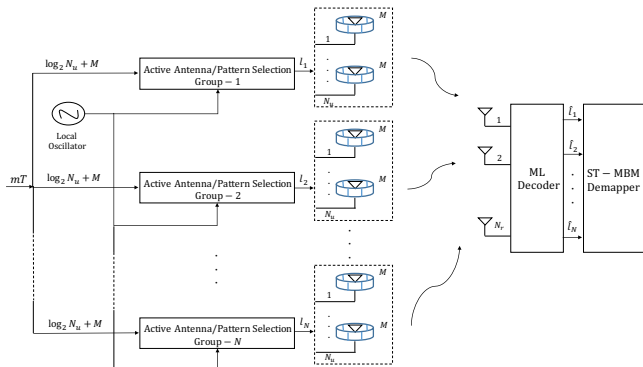 log₂ N_u + M
Active Antenna/Pattern Selection
Group − 1
l₁
1
M
M
N_u
Local
Oscillator
mT
log₂ N_u + M
Active Antenna/Pattern Selection
Group − 2
l₂
1
M
M
N_u
log₂ N_u + M
Active Antenna/Pattern Selection
Group − N
l_N
1
M
M
N_u
1
2
N_r
ML
Decoder
l̂₁
l̂₂
l̂_N
ST − MBM
Demapper